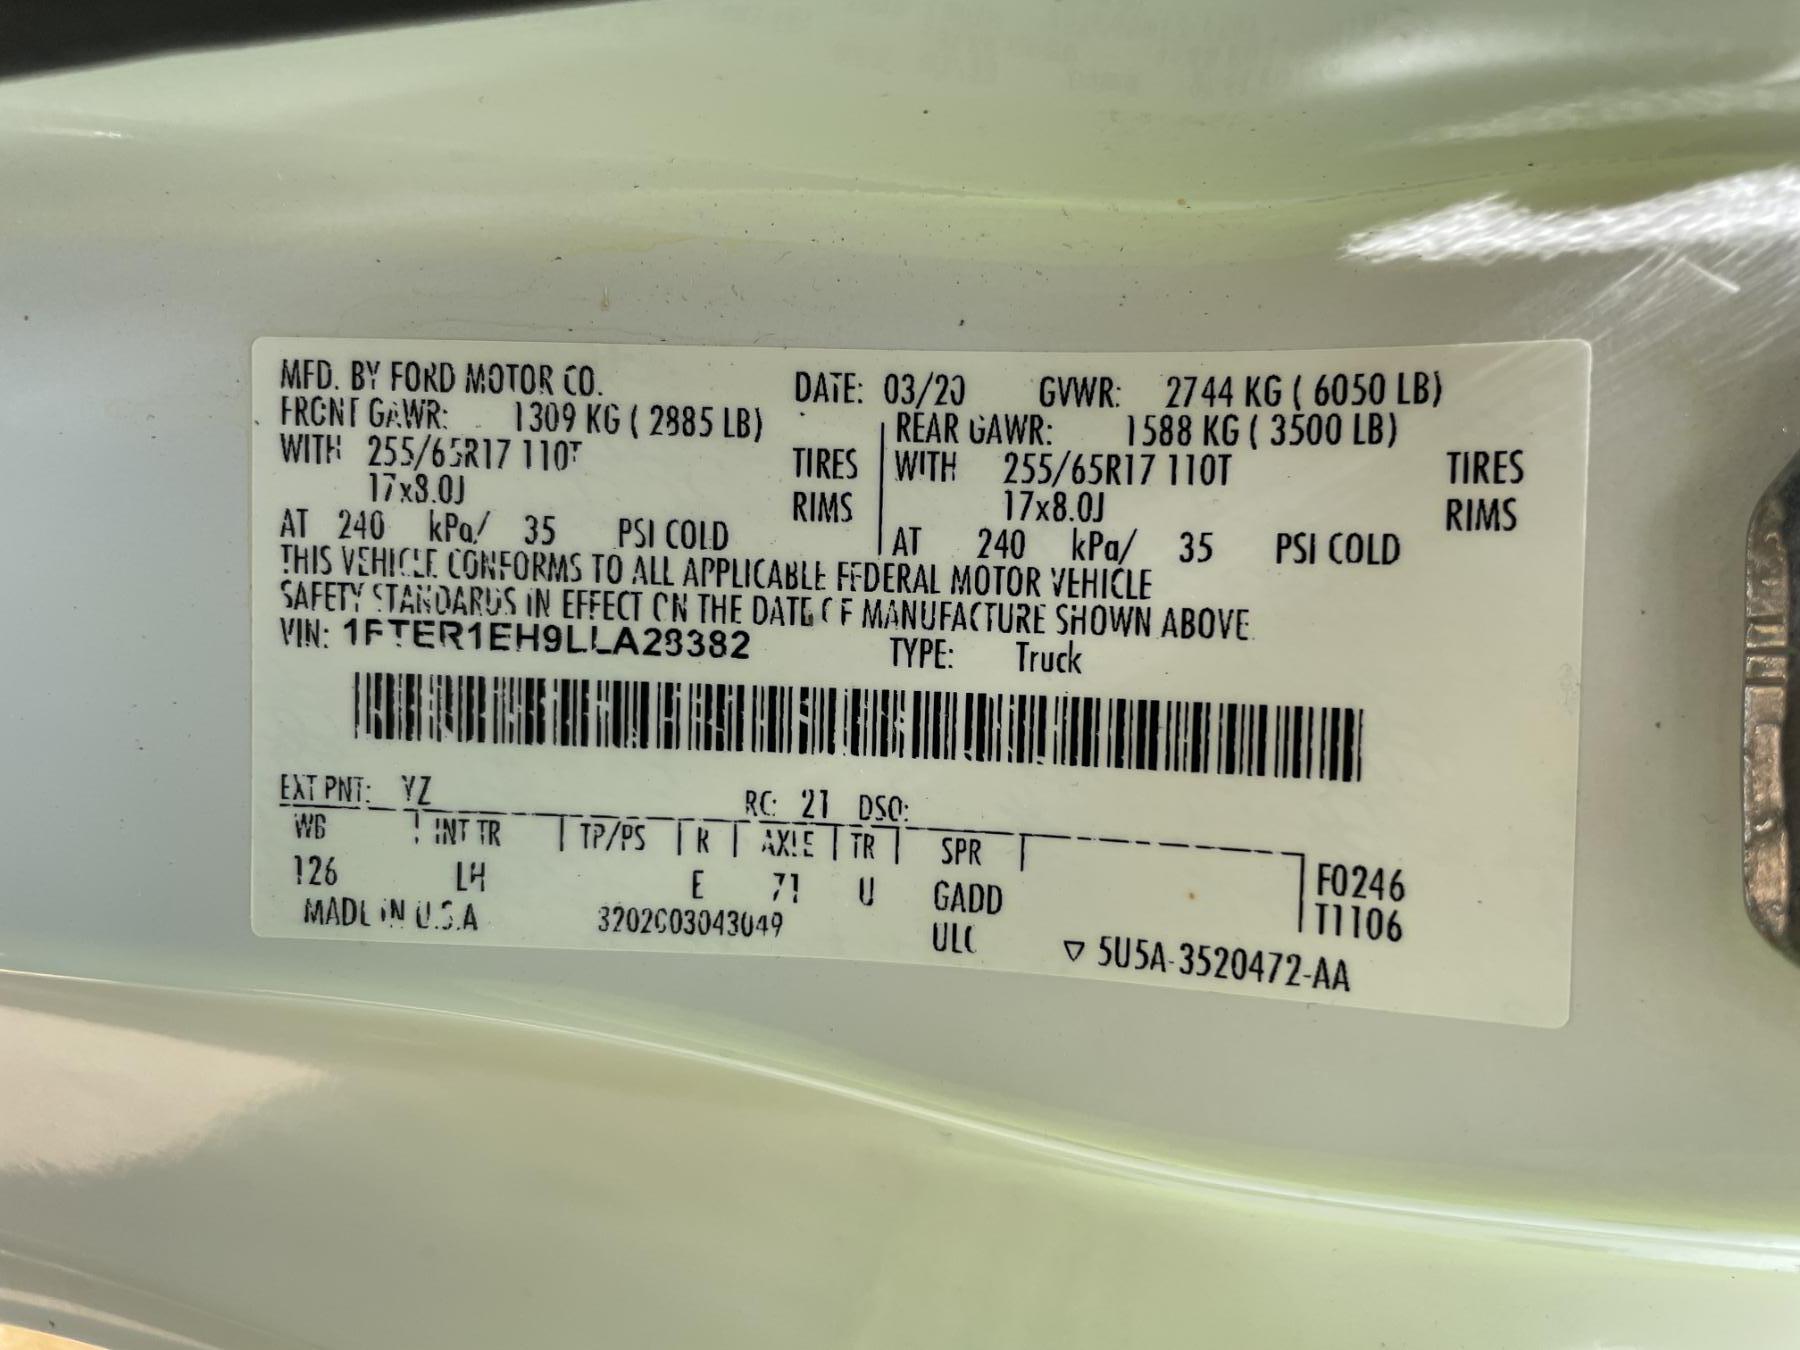 MFD. BY FORD MOTOR CO. DATE: 03/20 GVWR: 2744 KG ( 6050 LB)
FRONT GAWR: 1309 KG ( 2885 LB) REAR GAWR: 1588 KG ( 3500 LB)
WITH 255/65R17 110T TIRES WITH 255/65R17 110T TIRES
17x8.0J RIMS 17x8.0J RIMS
AT 240 kPa/ 35 PSI COLD AT 240 kPa/ 35 PSI COLD
THIS VEHICLE CONFORMS TO ALL APPLICABLE FEDERAL MOTOR VEHICLE
SAFETY STANDARDS IN EFFECT ON THE DATE OF MANUFACTURE SHOWN ABOVE
VIN: 1FTER1EH9LLA28382 TYPE: Truck
EXT PNT: YZ RC: 21 DSO:
WB INT TR TP/PS R AXLE TR SPR
126 LH E 71 U GADD F0246
MADE IN U.S.A 3202003043049 ULC T1106
▽ 5U5A-3520472-AA